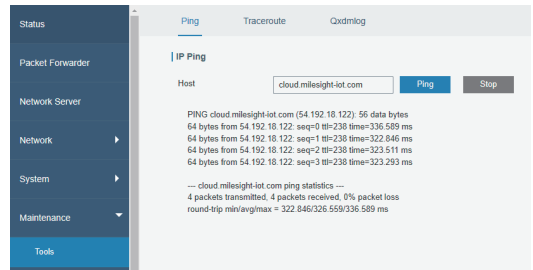 Status
Packet Forwarder
Network Server
Network
System
Maintenance
Tools
Ping Traceroute Qxdmlog
IP Ping
Host cloud.milesight-iot.com Ping Stop
PING cloud.milesight-iot.com (54.192.18.122): 56 data bytes
64 bytes from 54.192.18.122: seq=0 ttl=238 time=336.589 ms
64 bytes from 54.192.18.122: seq=1 ttl=238 time=322.846 ms
64 bytes from 54.192.18.122: seq=2 ttl=238 time=323.511 ms
64 bytes from 54.192.18.122: seq=3 ttl=238 time=323.293 ms
--- cloud.milesight-iot.com ping statistics ---
4 packets transmitted, 4 packets received, 0% packet loss
round-trip min/avg/max = 322.846/326.559/336.589 ms